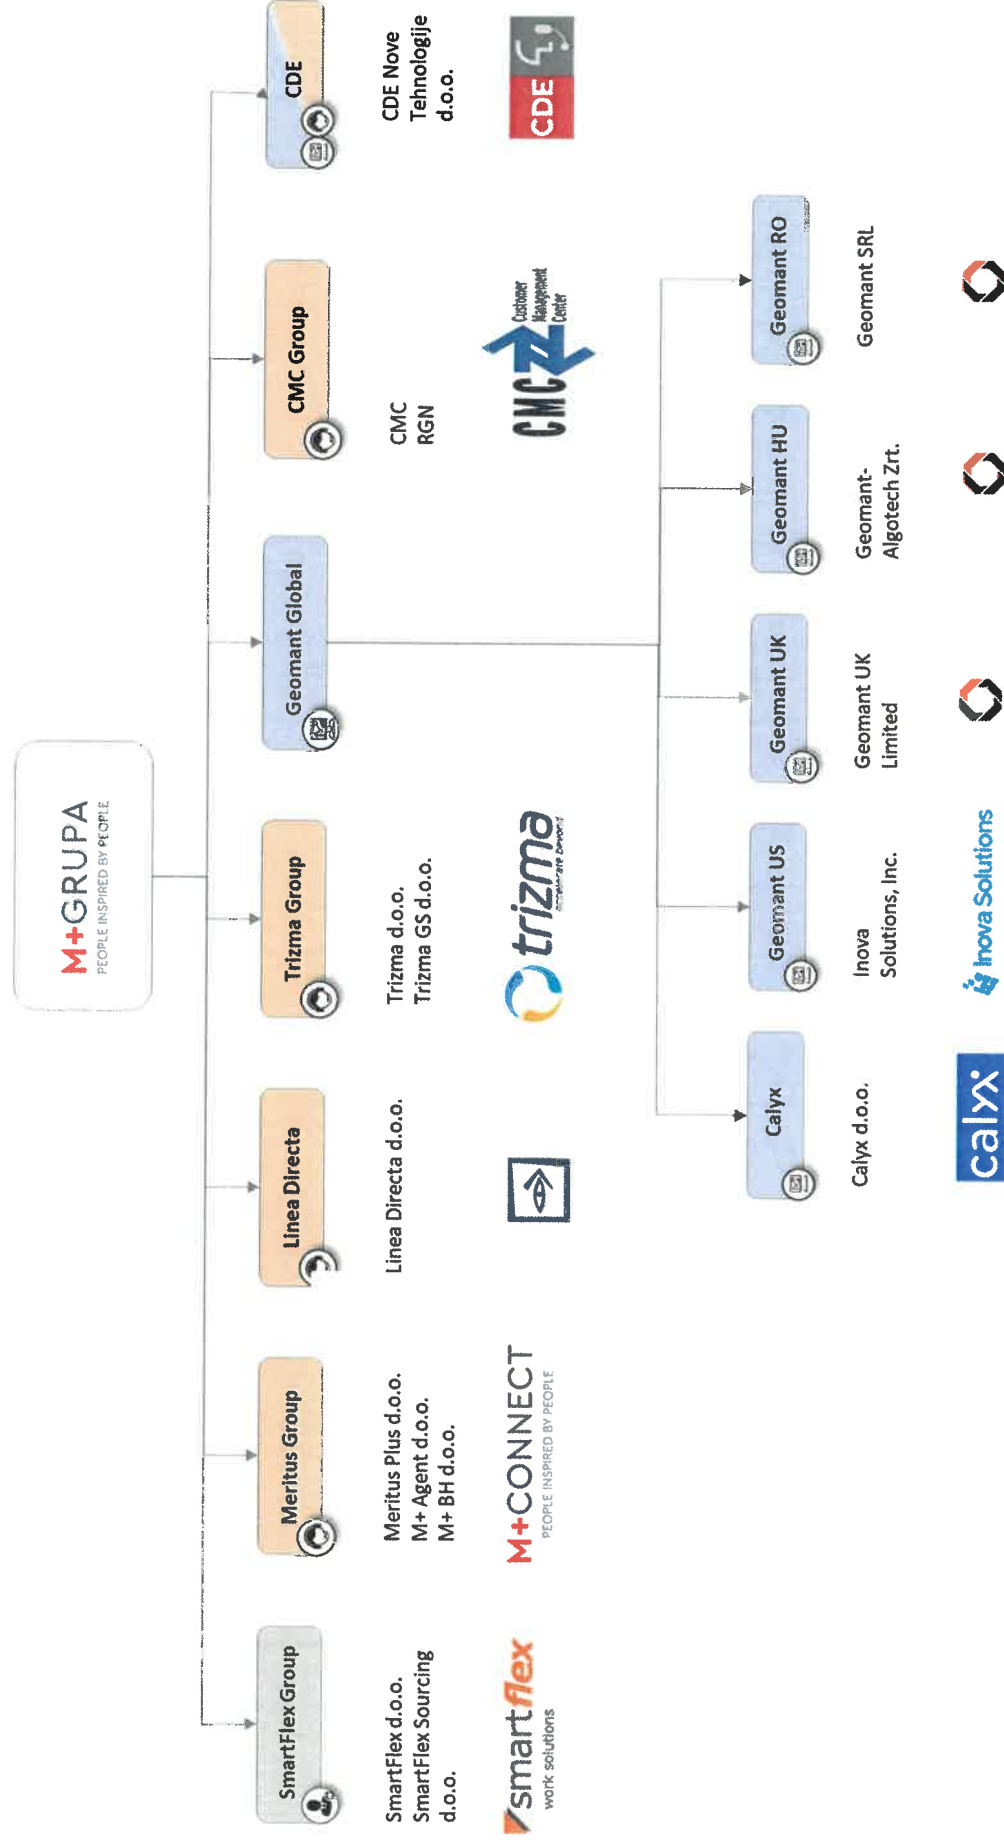 M+GRUPA
PEOPLE INSPIRED BY PEOPLE
SmartFlex Group
SmartFlex d.o.o.
SmartFlex Sourcing
d.o.o.
smartflex
work solutions
Meritus Group
Meritus Plus d.o.o.
M+ Agent d.o.o.
M+ BH d.o.o.
M+CONNECT
PEOPLE INSPIRED BY PEOPLE
Linea Directa
Linea Directa d.o.o.
Trizma Group
Trizma d.o.o.
Trizma GS d.o.o.
trizma
accelerate beyond
Geomant Global
CMC Group
CMC
RGN
CMC
Customer
Management
Center
CDE
CDE Nove
Tehnologije
d.o.o.
CDE
Calyx
Calyx d.o.o.
calyx
Geomant US
Inova
Solutions, Inc.
Inova Solutions
Geomant UK
Geomant UK
Limited
Geomant HU
Geomant-
Algotech Zrt.
Geomant RO
Geomant SRL